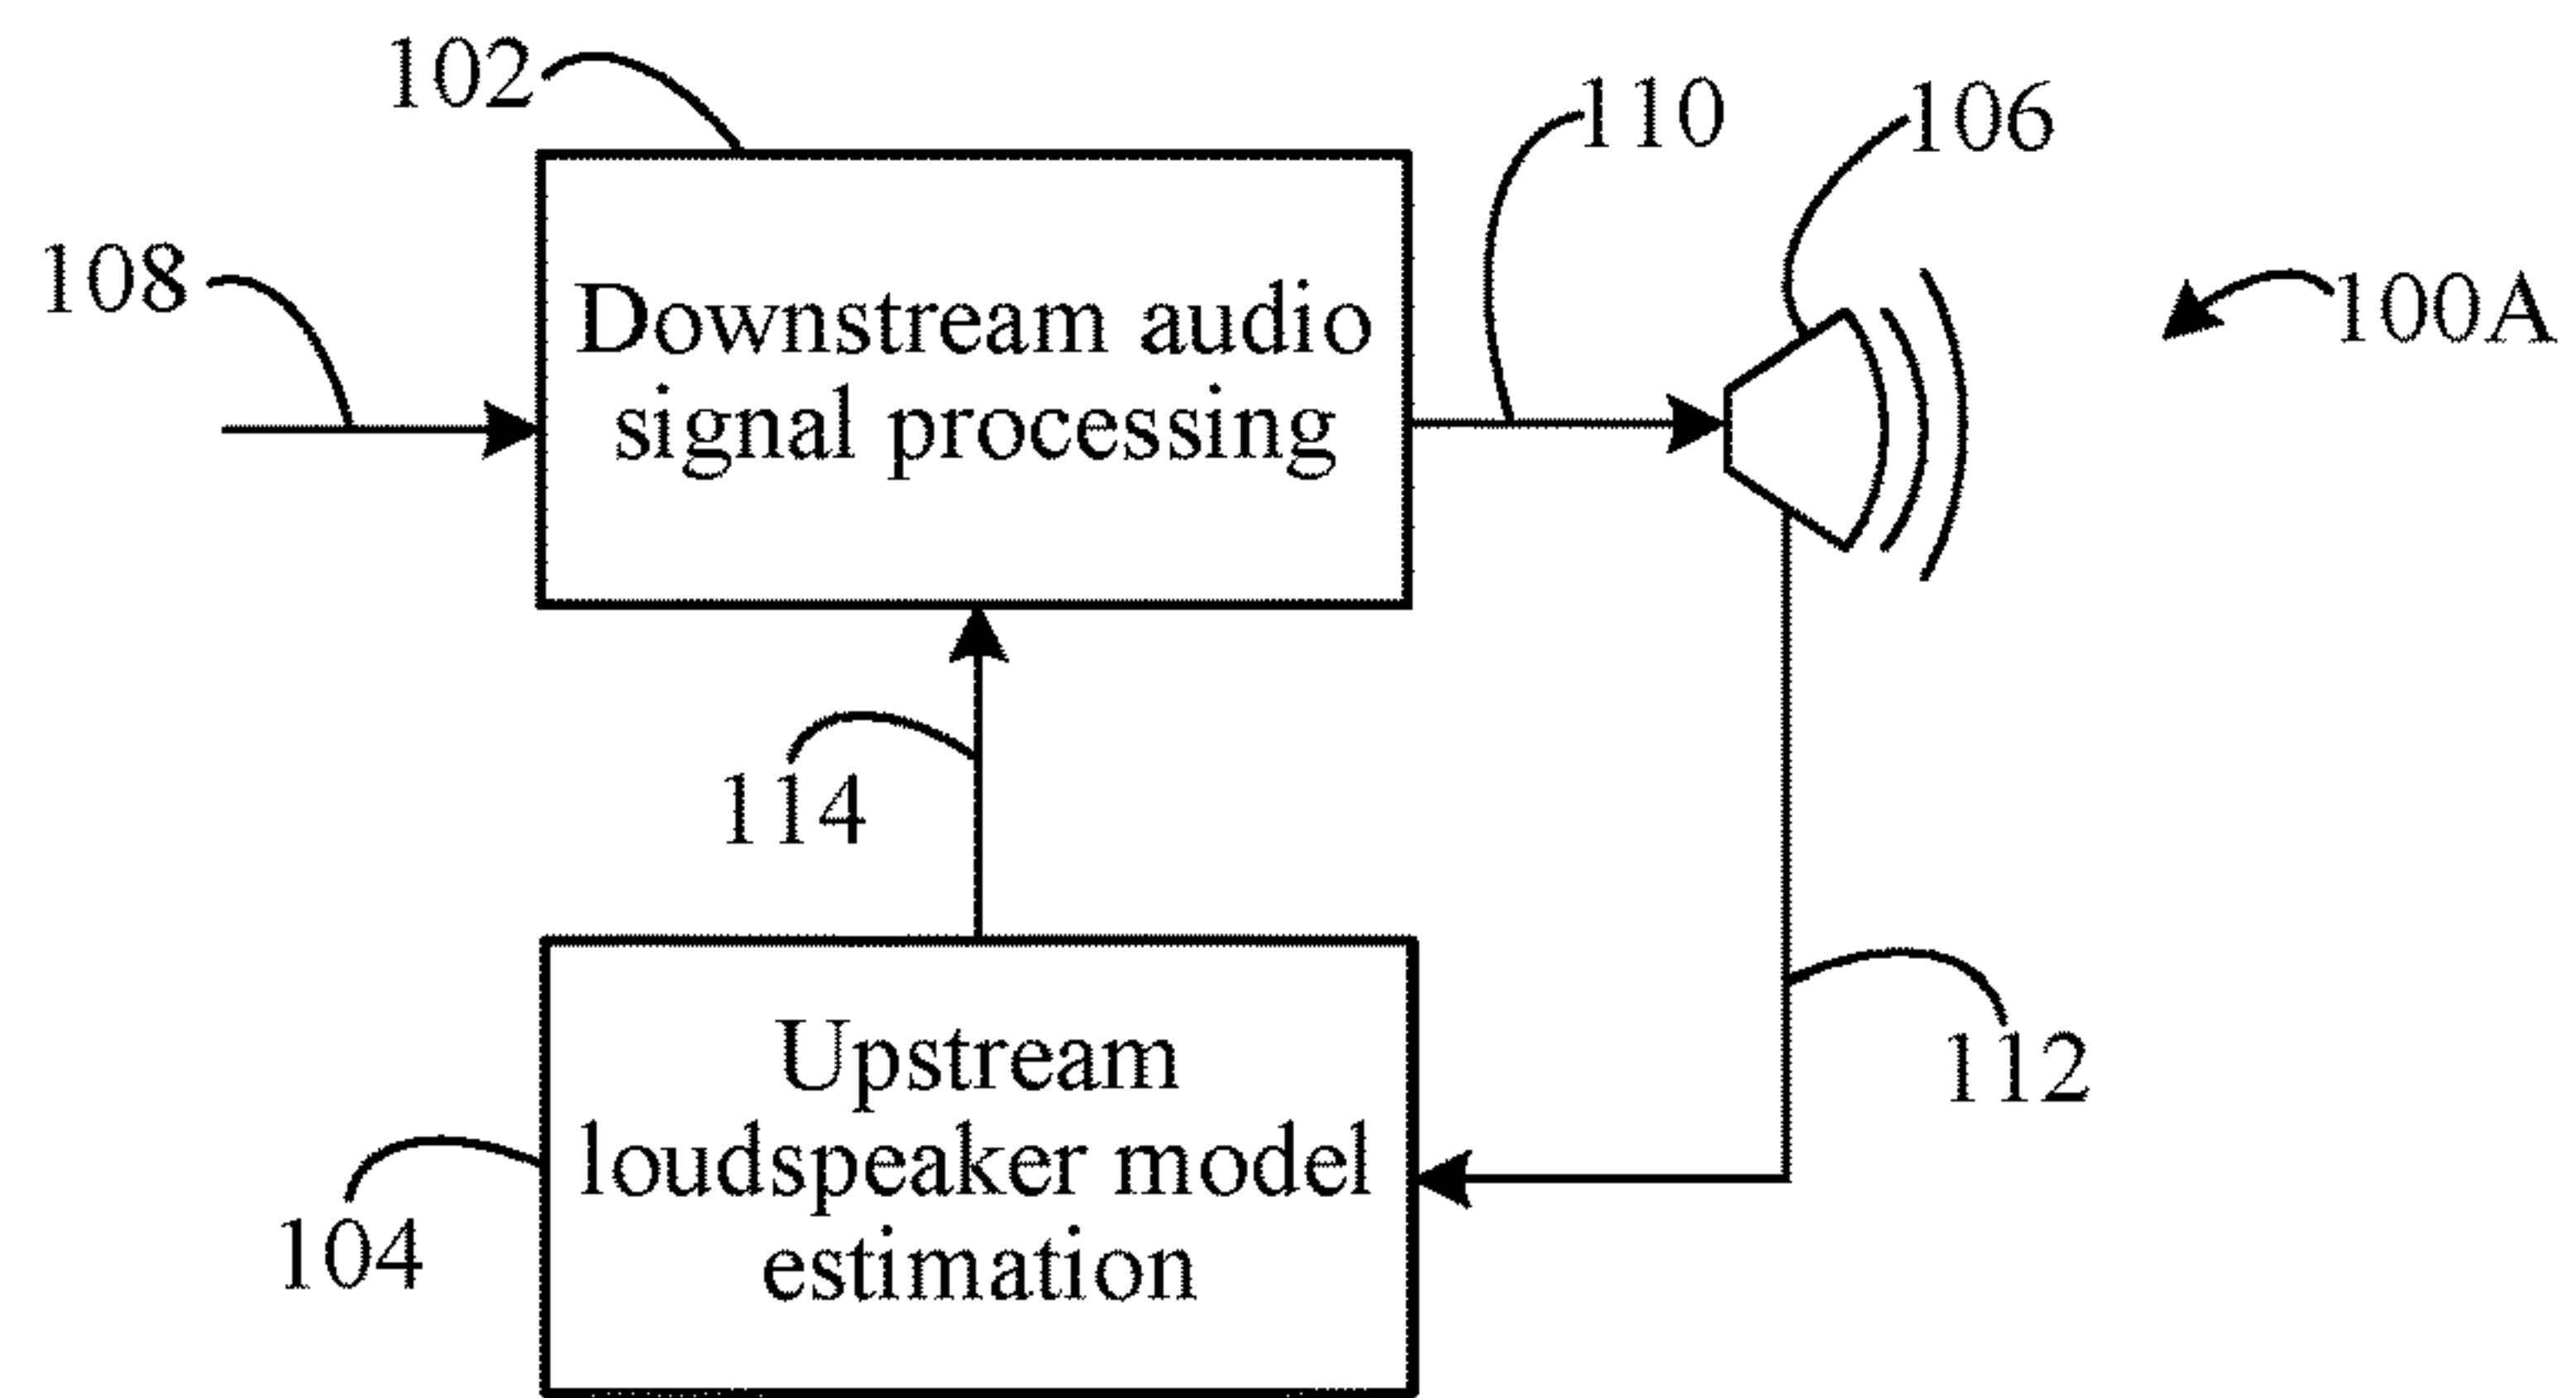 102
110
106
108
Downstream audio
signal processing
100A
114
Upstream
loudspeaker model
estimation
112
104